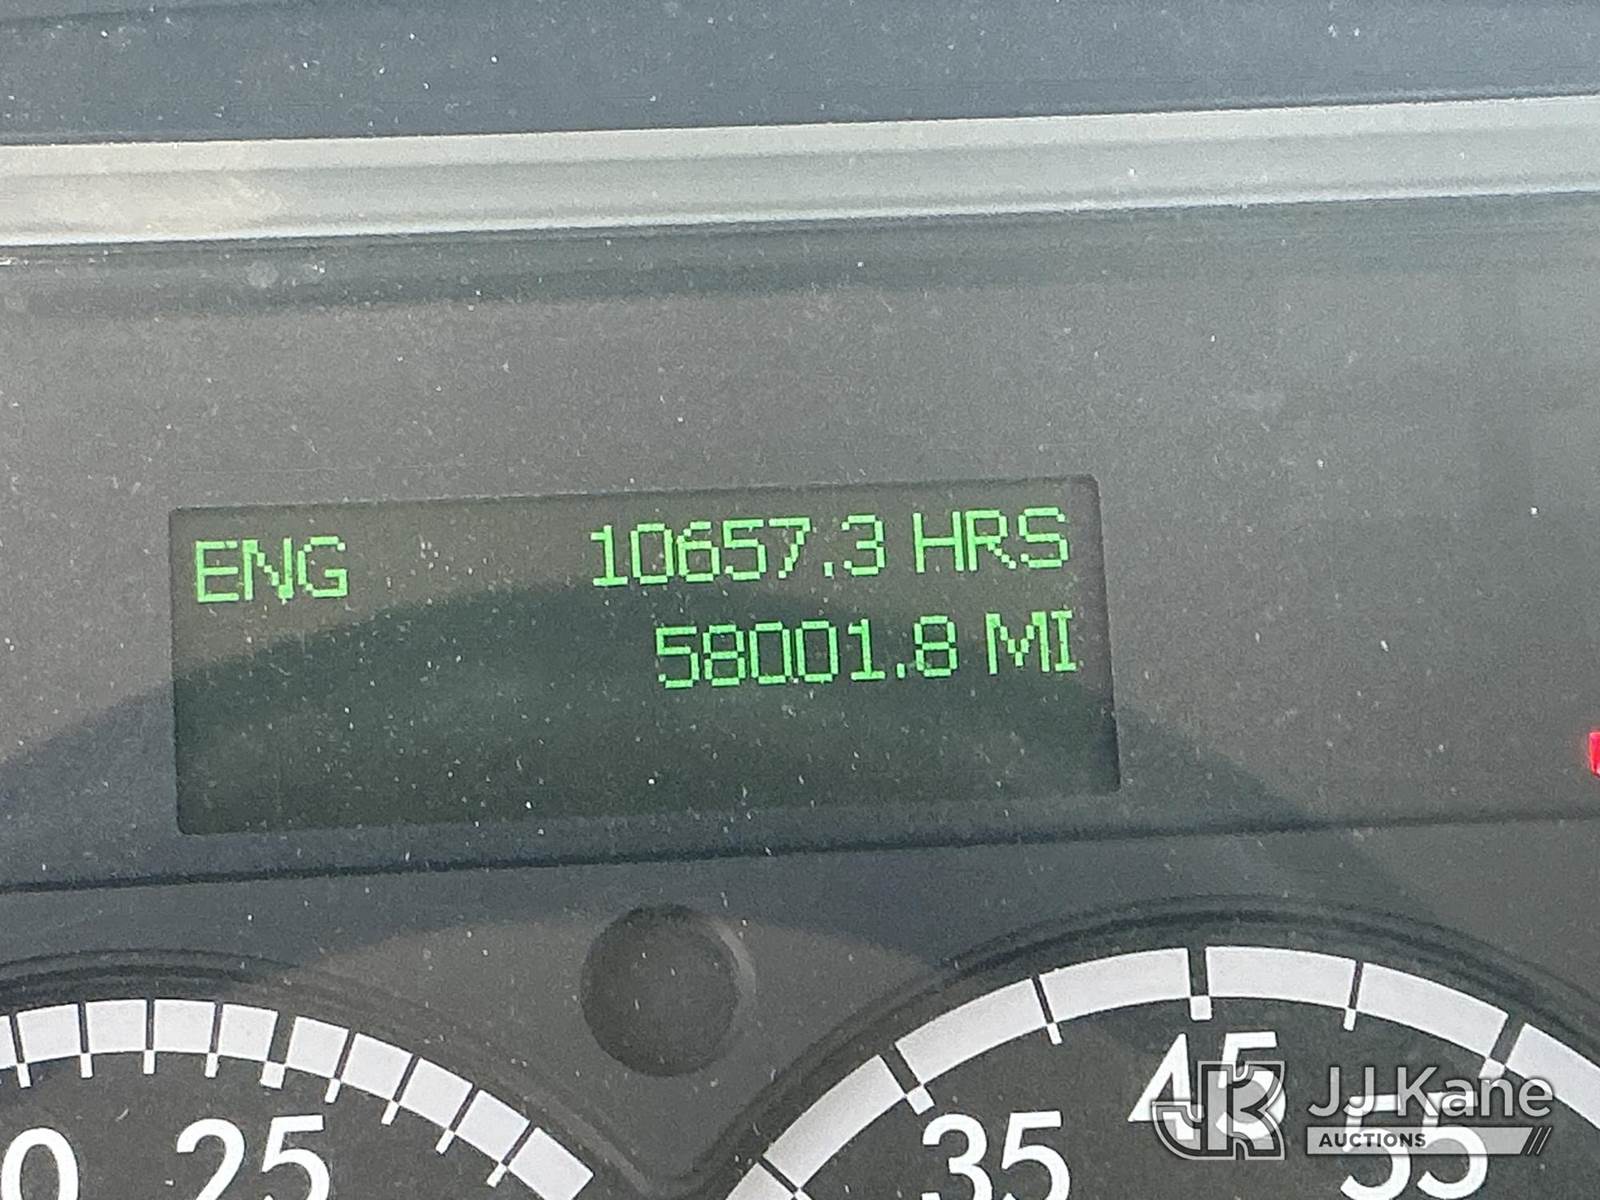 ENG 10657.3 HRS
58001.8 MI
25
35
45
55
JJ Kane
AUCTIONS